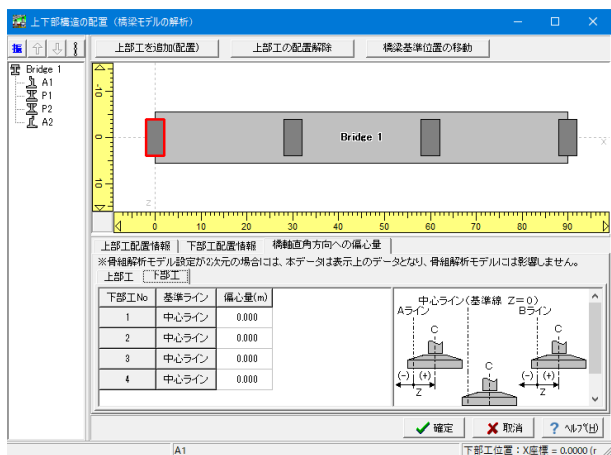 上下部構造の配置（橋梁モデルの解析）
振
上部工を追加(配置)
上部工の配置解除
橋梁基準位置の移動
Bridge 1
A1
P1
P2
A2
-10
0
10
Bridge 1
X
Z
0 10 20 30 40 50 60 70 80 90
上部工配置情報 下部工配置情報 橋軸直角方向への偏心量
※骨組解析モデル設定が2次元の場合には、本データは表示上のデータとなり、骨組解析モデルには影響しません。
上部工 下部工
下部工No 基準ライン 偏心量(m)
1 中心ライン 0.000
2 中心ライン 0.000
3 中心ライン 0.000
4 中心ライン 0.000
中心ライン(基準線 Z=0)
Aライン Bライン
C C
C
(-) (+) (-) (+)
Z Z
確定
取消
ヘルプ(H)
A1
下部工位置：X座標 = 0.0000 (r